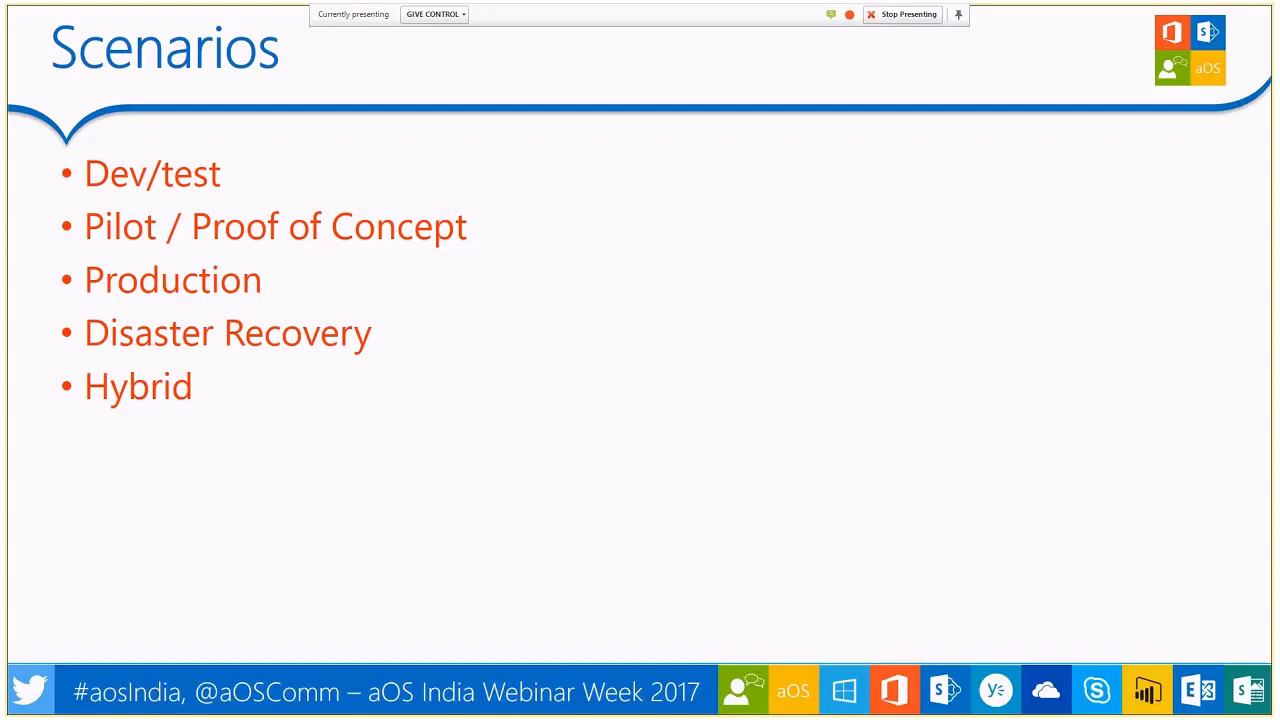 Currently presenting GIVE CONTROL Stop Presenting
Scenarios
aOS
• Dev/test
• Pilot / Proof of Concept
• Production
• Disaster Recovery
• Hybrid
#aosIndia, @aOSComm – aOS India Webinar Week 2017 aOS